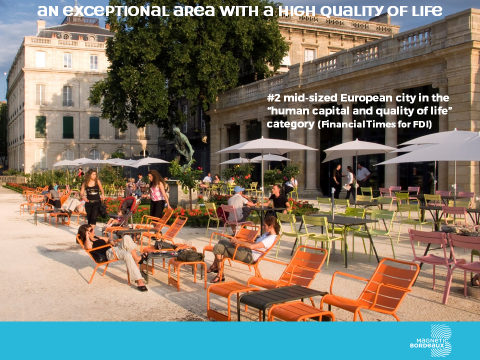 AN EXCEPTIONAL AREA WITH A HIGH QUALITY OF LIFE
#2 mid-sized European city in the
"human capital and quality of life"
category (Financial Times for FDI)
MAGNETIC
BORDEAUX